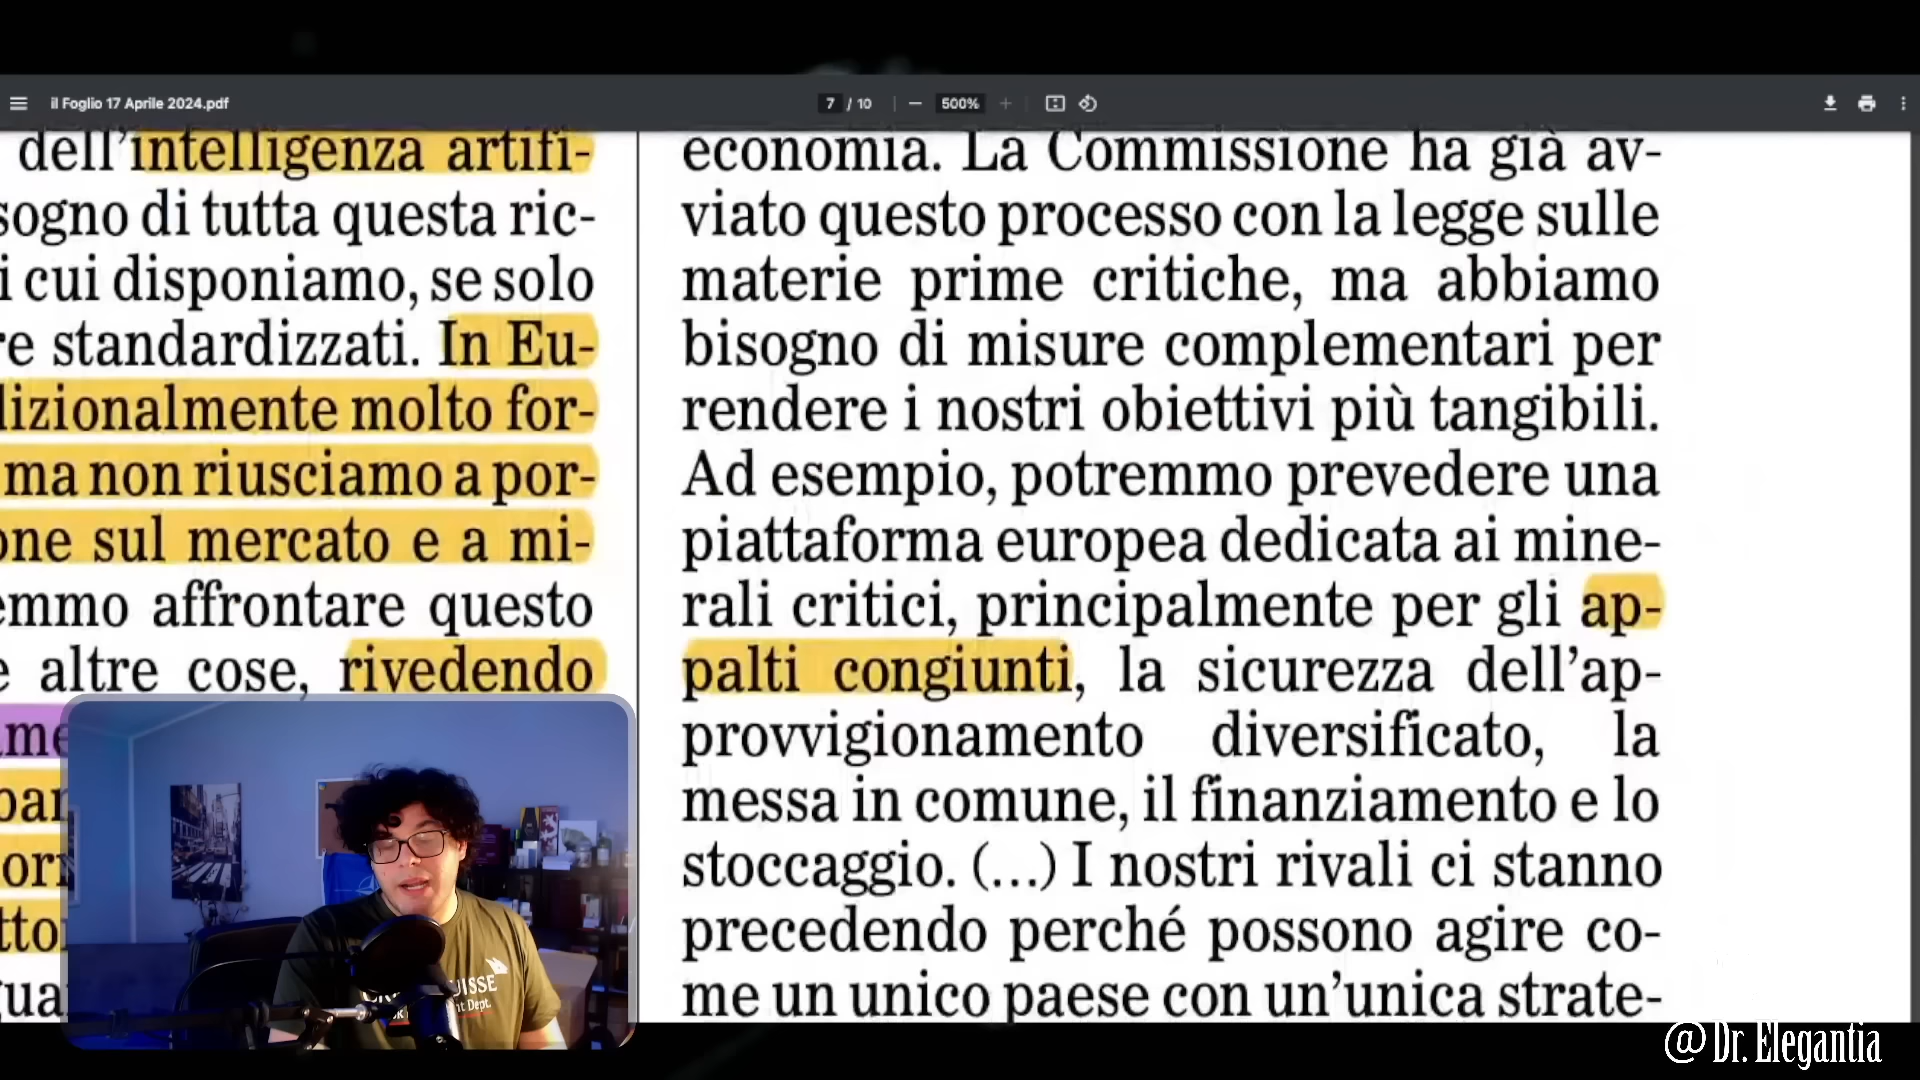 il Foglio 17 Aprile 2024.pdf
7 / 10
500%
dell'intelligenza artifi-
sogno di tutta questa ric-
i cui disponiamo, se solo
re standardizzati. In Eu-
dizionalmente molto for-
ma non riusciamo a por-
one sul mercato e a mi-
emmo affrontare questo
e altre cose, rivedendo
economia. La Commissione ha già av-
viato questo processo con la legge sulle
materie prime critiche, ma abbiamo
bisogno di misure complementari per
rendere i nostri obiettivi più tangibili.
Ad esempio, potremmo prevedere una
piattaforma europea dedicata ai mine-
rali critici, principalmente per gli ap-
palti congiunti, la sicurezza dell'ap-
provvigionamento diversificato, la
messa in comune, il finanziamento e lo
stoccaggio. (...) I nostri rivali ci stanno
precedendo perché possono agire co-
me un unico paese con un'unica strate-
@Dr. Elegantia